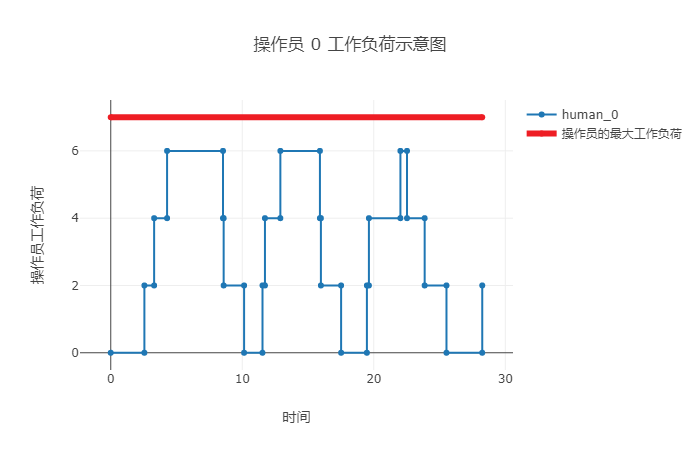 操作员 0 工作负荷示意图
human_0
操作员的最大工作负荷
操作员工作负荷
6
4
2
0
0 10 20 30
时间